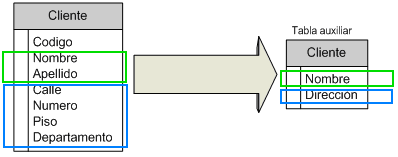 Cliente
Codigo
Nombre
Apellido
Calle
Numero
Piso
Departamento
Tabla auxiliar
Cliente
Nombre
Direccion